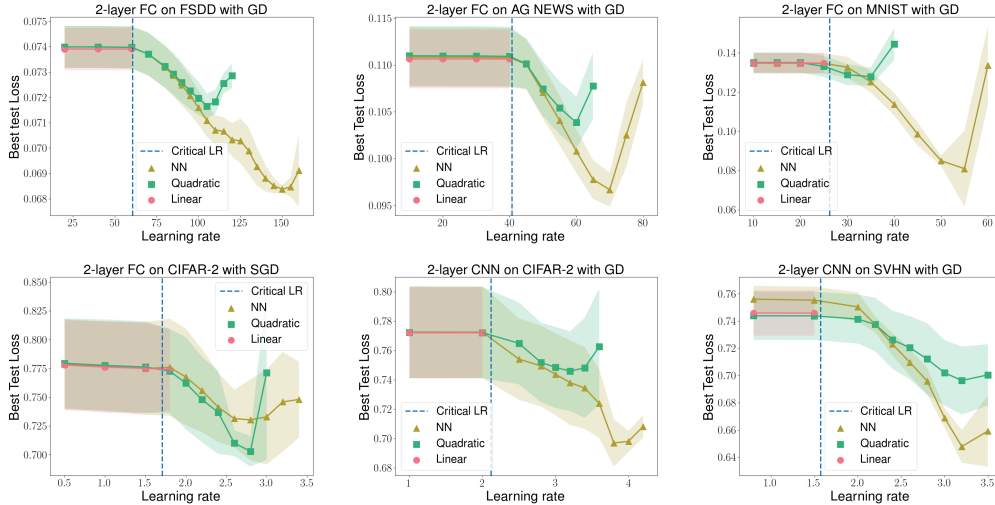 2-layer FC on FSDD with GD
Best test Loss
0.075
0.074
0.073
0.072
0.071
0.070
0.069
0.068
Critical LR
NN
Quadratic
Linear
25
50
75
100
125
150
Learning rate
2-layer FC on AG NEWS with GD
Best Test Loss
0.115
0.110
0.105
0.100
0.095
Critical LR
NN
Quadratic
Linear
20
40
60
80
Learning rate
2-layer FC on MNIST with GD
Best Test Loss
0.14
0.12
0.10
0.08
0.06
Critical LR
NN
Quadratic
Linear
10
20
30
40
50
60
Learning rate
2-layer FC on CIFAR-2 with SGD
Best Test Loss
0.850
0.825
0.800
0.775
0.750
0.725
0.700
Critical LR
NN
Quadratic
Linear
0.5
1.0
1.5
2.0
2.5
3.0
3.5
Learning rate
2-layer CNN on CIFAR-2 with GD
Best Test Loss
0.80
0.78
0.76
0.74
0.72
0.70
0.68
Critical LR
NN
Quadratic
Linear
1
2
3
4
Learning rate
2-layer CNN on SVHN with GD
Best Test Loss
0.76
0.74
0.72
0.70
0.68
0.66
0.64
Critical LR
NN
Quadratic
Linear
1.0
1.5
2.0
2.5
3.0
3.5
Learning rate